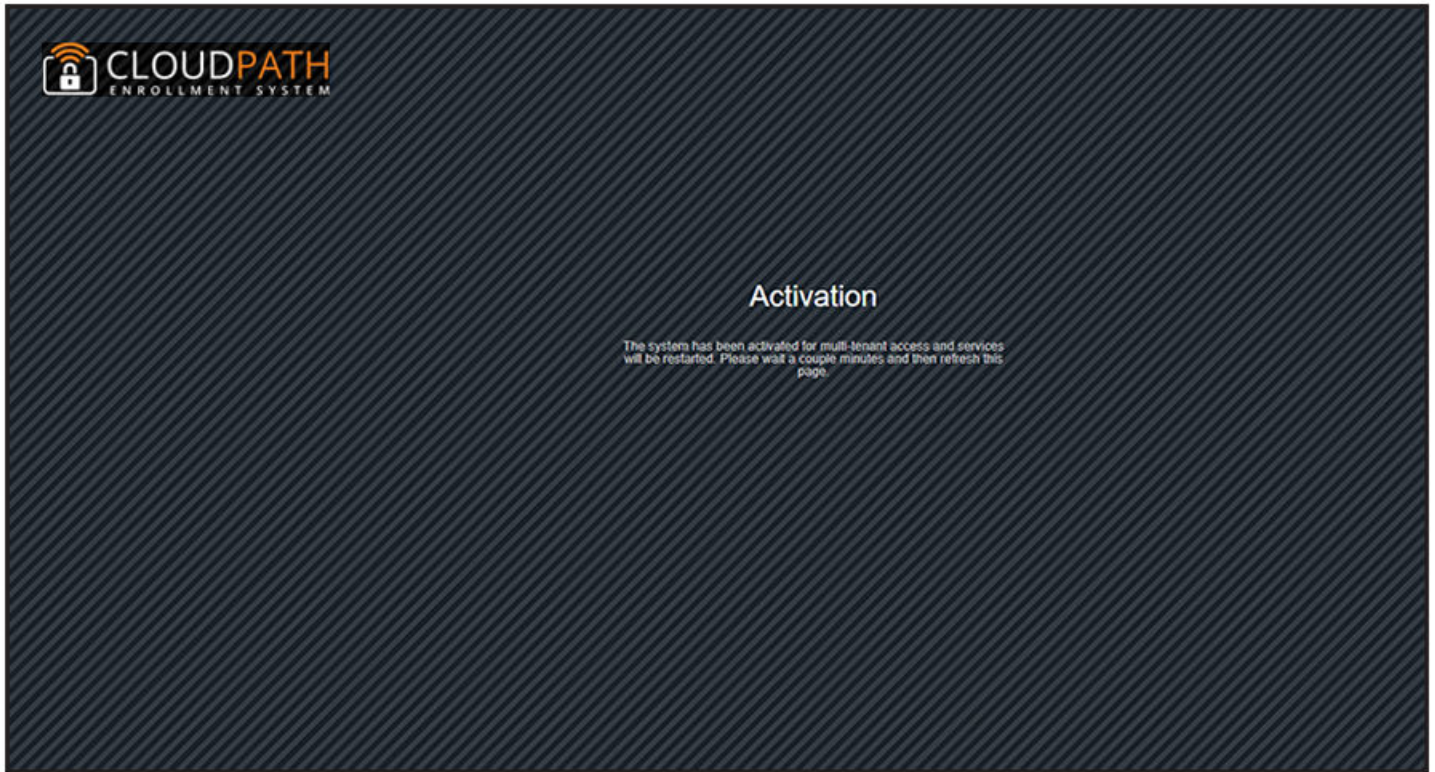 CLOUDPATH
ENROLLMENT SYSTEM
Activation
The system has been activated for multi-tenant access and services
will be restarted. Please wait a couple minutes and then refresh this
page.